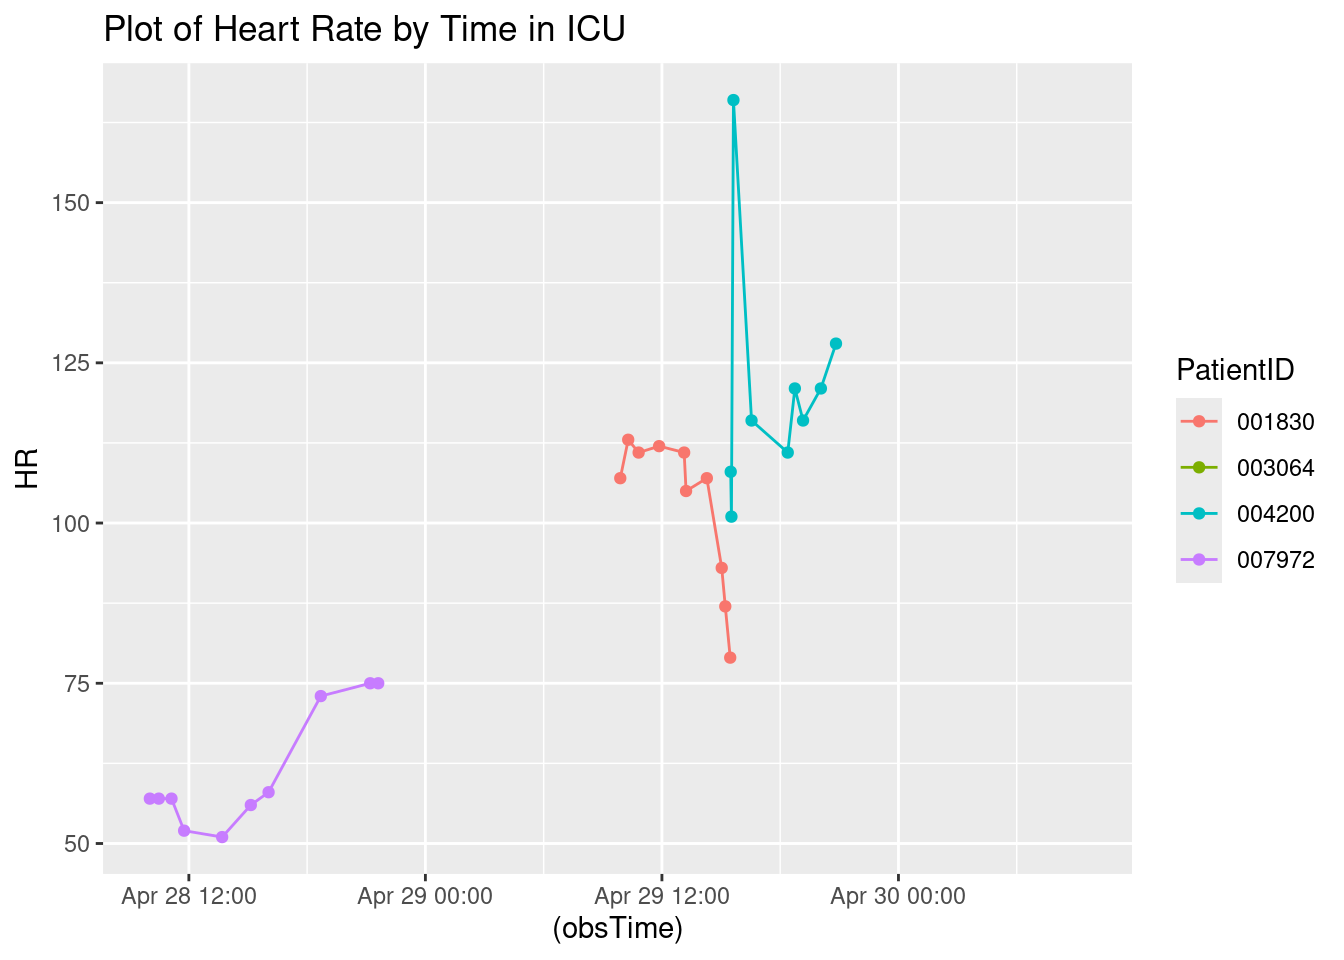 Plot of Heart Rate by Time in ICU
150
125
100
75
50
HR
Apr 28 12:00
Apr 29 00:00
Apr 29 12:00
Apr 30 00:00
(obsTime)
PatientID
001830
003064
004200
007972